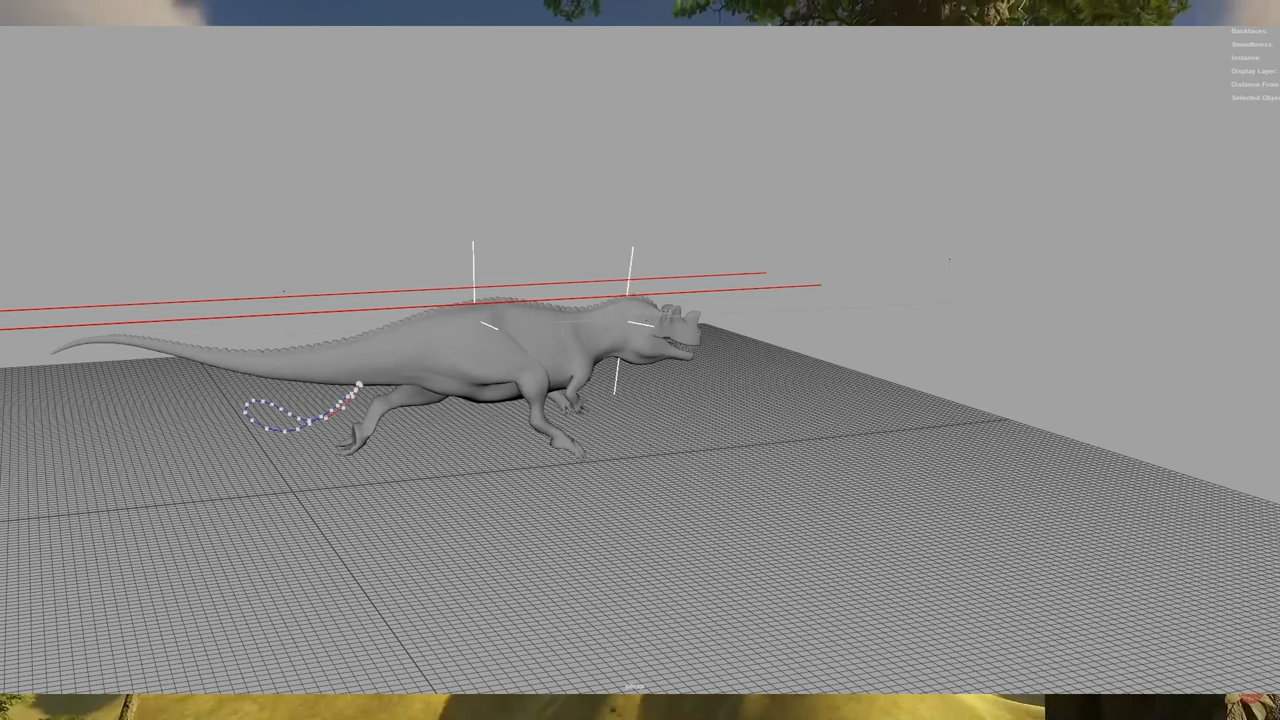 Backfaces:
Smoothness:
Instance:
Display Layer:
Distance From
Selected Obje